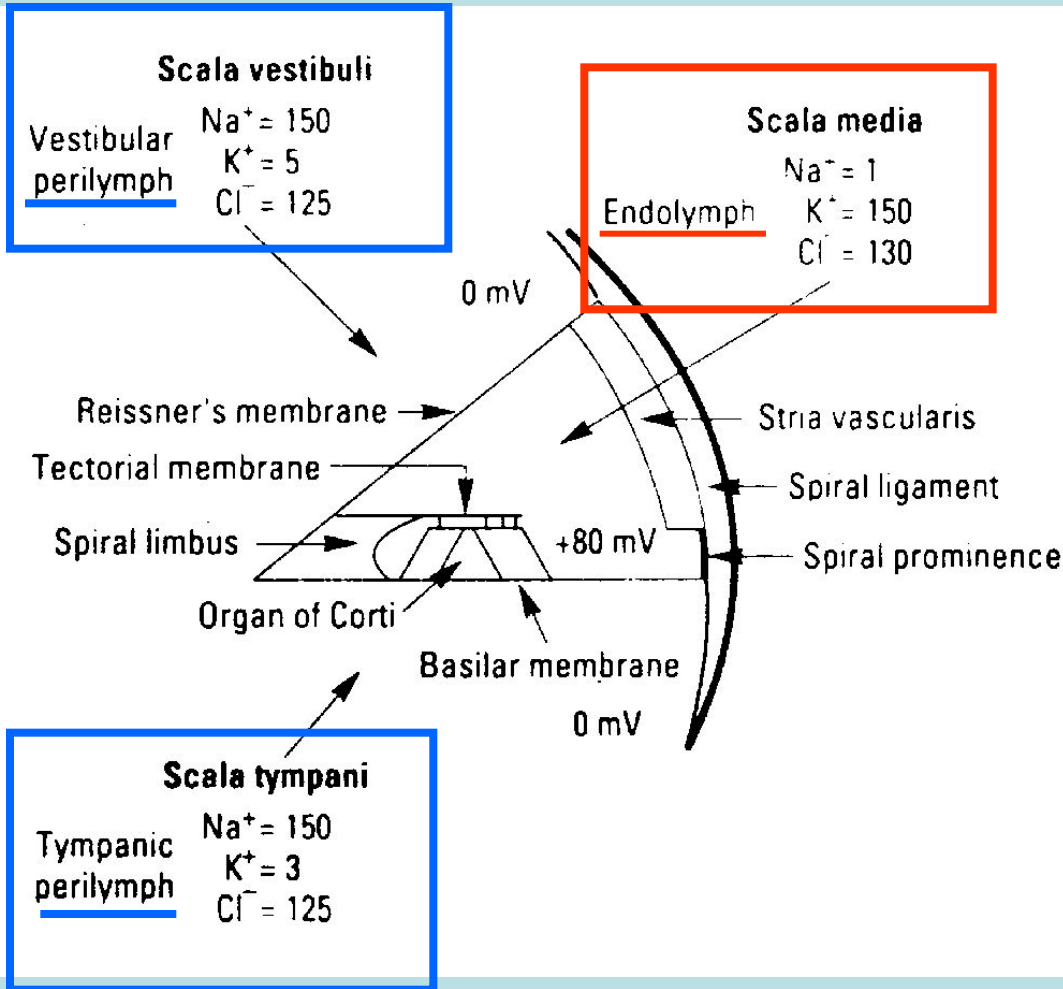 Scala vestibuli
Vestibular
perilymph
Na⁺ = 150
K⁺ = 5
Cl⁻ = 125
Scala media
Endolymph
Na⁺ = 1
K⁺ = 150
Cl⁻ = 130
0 mV
Reissner's membrane
Tectorial membrane
Spiral limbus
Organ of Corti
+80 mV
Stria vascularis
Spiral ligament
Spiral prominence
Basilar membrane
0 mV
Scala tympani
Tympanic
perilymph
Na⁺ = 150
K⁺ = 3
Cl⁻ = 125